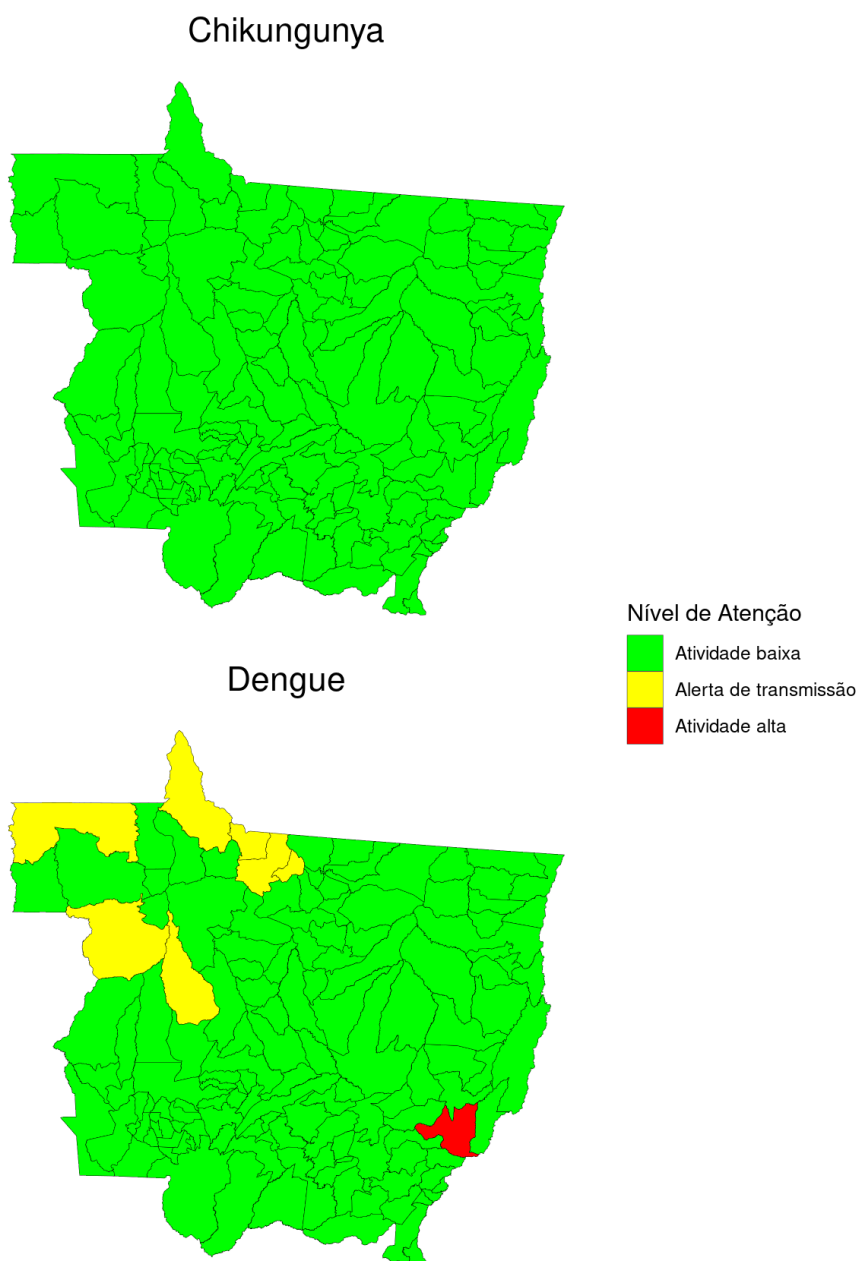 Chikungunya
Nível de Atenção
Atividade baixa
Alerta de transmissão
Atividade alta
Dengue